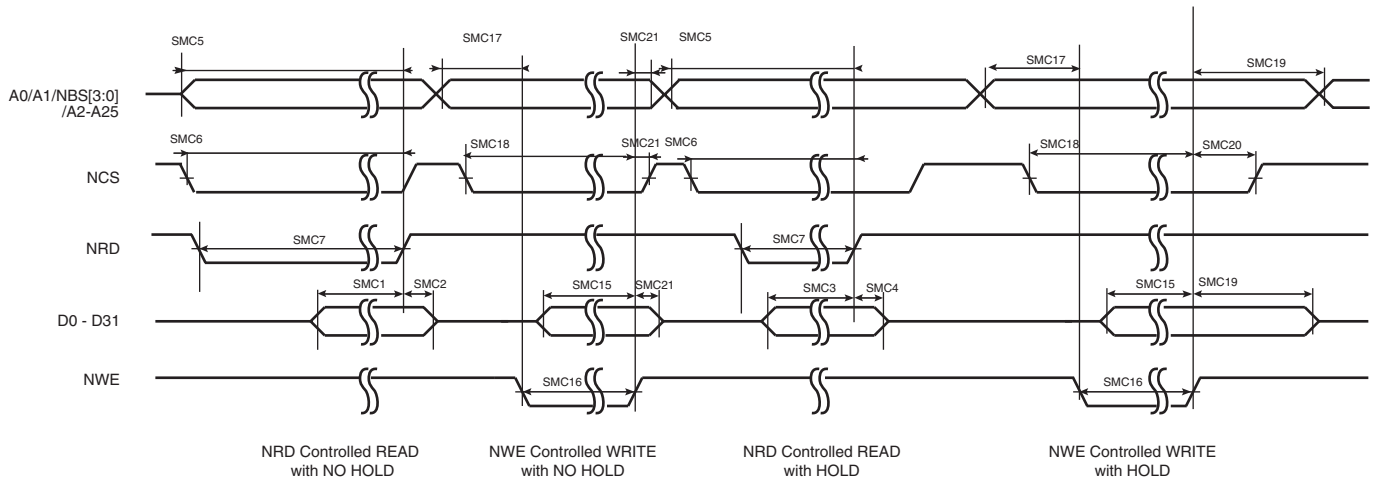 SMC5
SMC17
SMC21
SMC5
SMC17
SMC19
A0/A1/NBS[3:0]
/A2-A25
SMC6
SMC18
SMC21
SMC6
SMC18
SMC20
NCS
SMC7
SMC7
NRD
SMC1
SMC2
SMC15
SMC21
SMC3
SMC4
SMC15
SMC19
D0 - D31
NWE
SMC16
SMC16
NRD Controlled READ
with NO HOLD
NWE Controlled WRITE
with NO HOLD
NRD Controlled READ
with HOLD
NWE Controlled WRITE
with HOLD